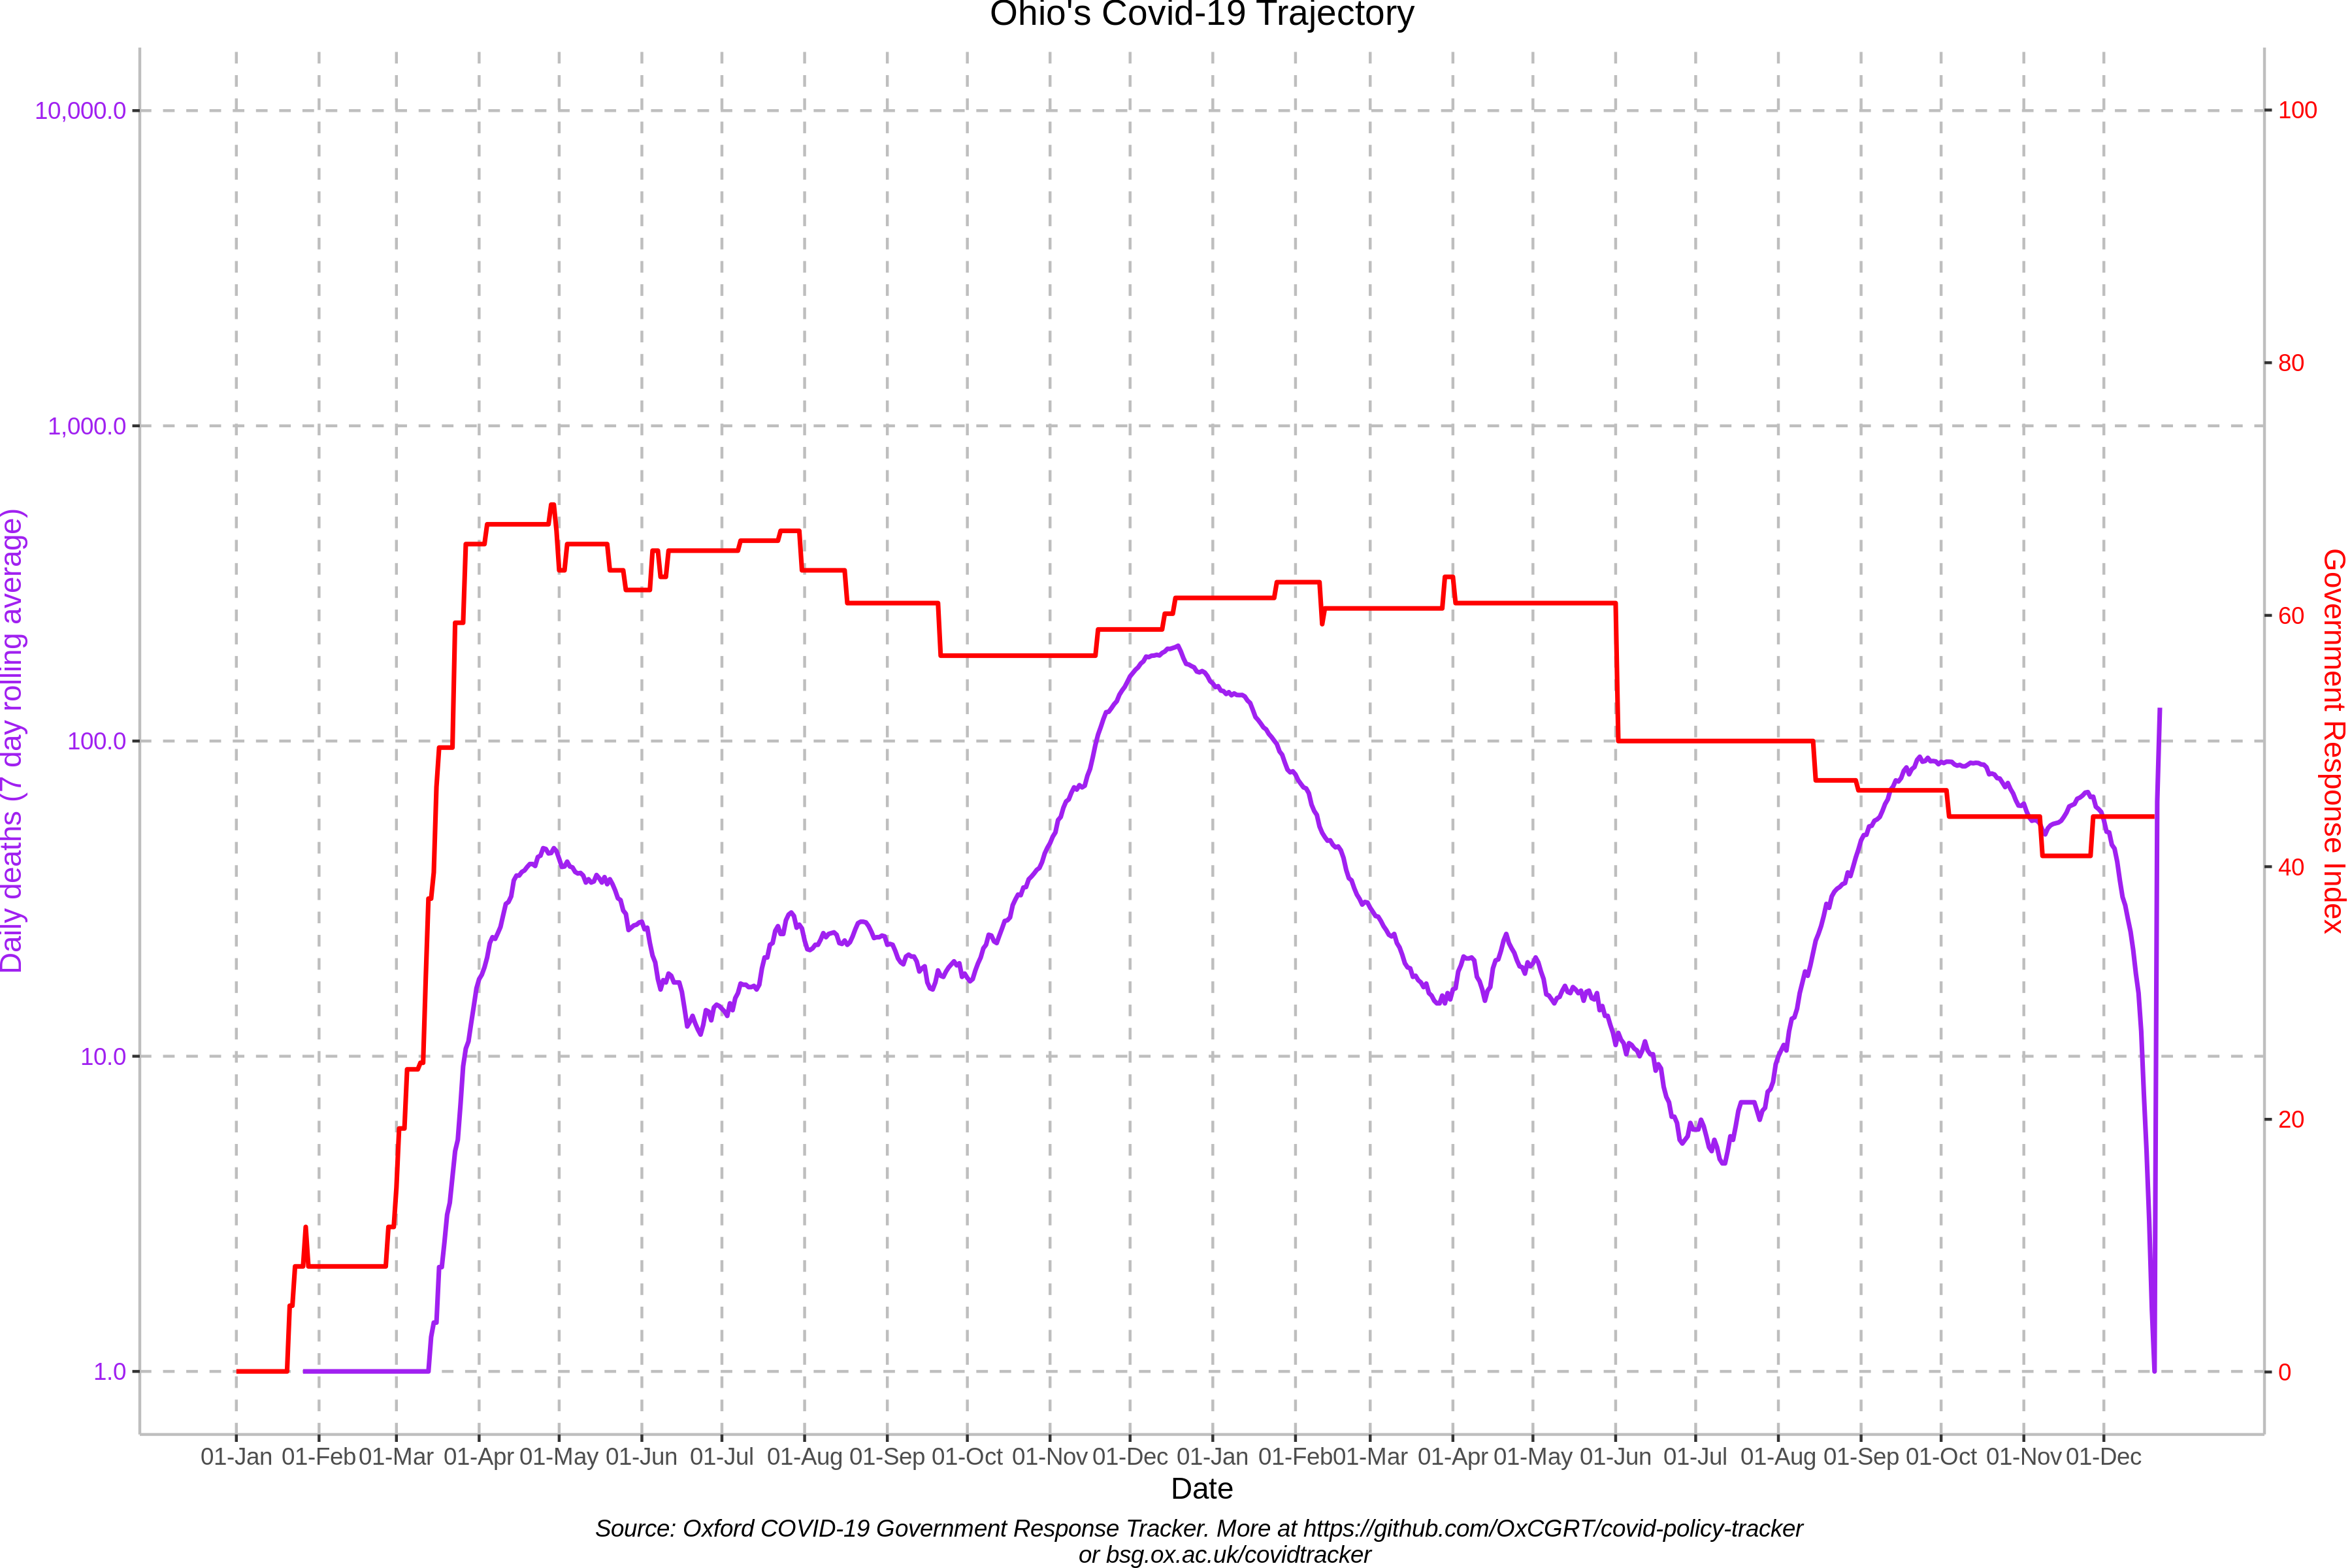 Ohio's Covid-19 Trajectory
10,000.0
1,000.0
100.0
10.0
1.0
Daily deaths (7 day rolling average)
100
80
60
40
20
0
Government Response Index
01-Jan 01-Feb 01-Mar 01-Apr 01-May 01-Jun 01-Jul 01-Aug 01-Sep 01-Oct 01-Nov 01-Dec 01-Jan 01-Feb 01-Mar 01-Apr 01-May 01-Jun 01-Jul 01-Aug 01-Sep 01-Oct 01-Nov 01-Dec
Date
Source: Oxford COVID-19 Government Response Tracker. More at https://github.com/OxCGRT/covid-policy-tracker
or bsg.ox.ac.uk/covidtracker